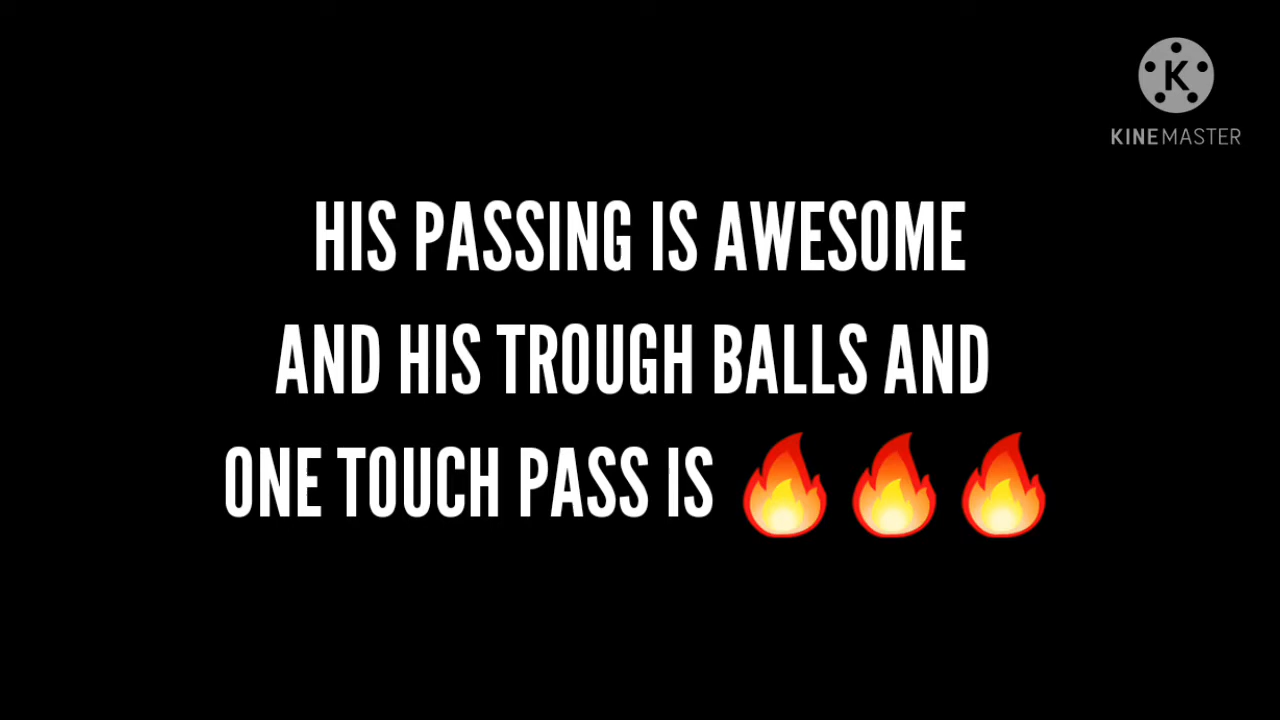 K
KINEMASTER
HIS PASSING IS AWESOME
AND HIS TROUGH BALLS AND
ONE TOUCH PASS IS 🔥🔥🔥